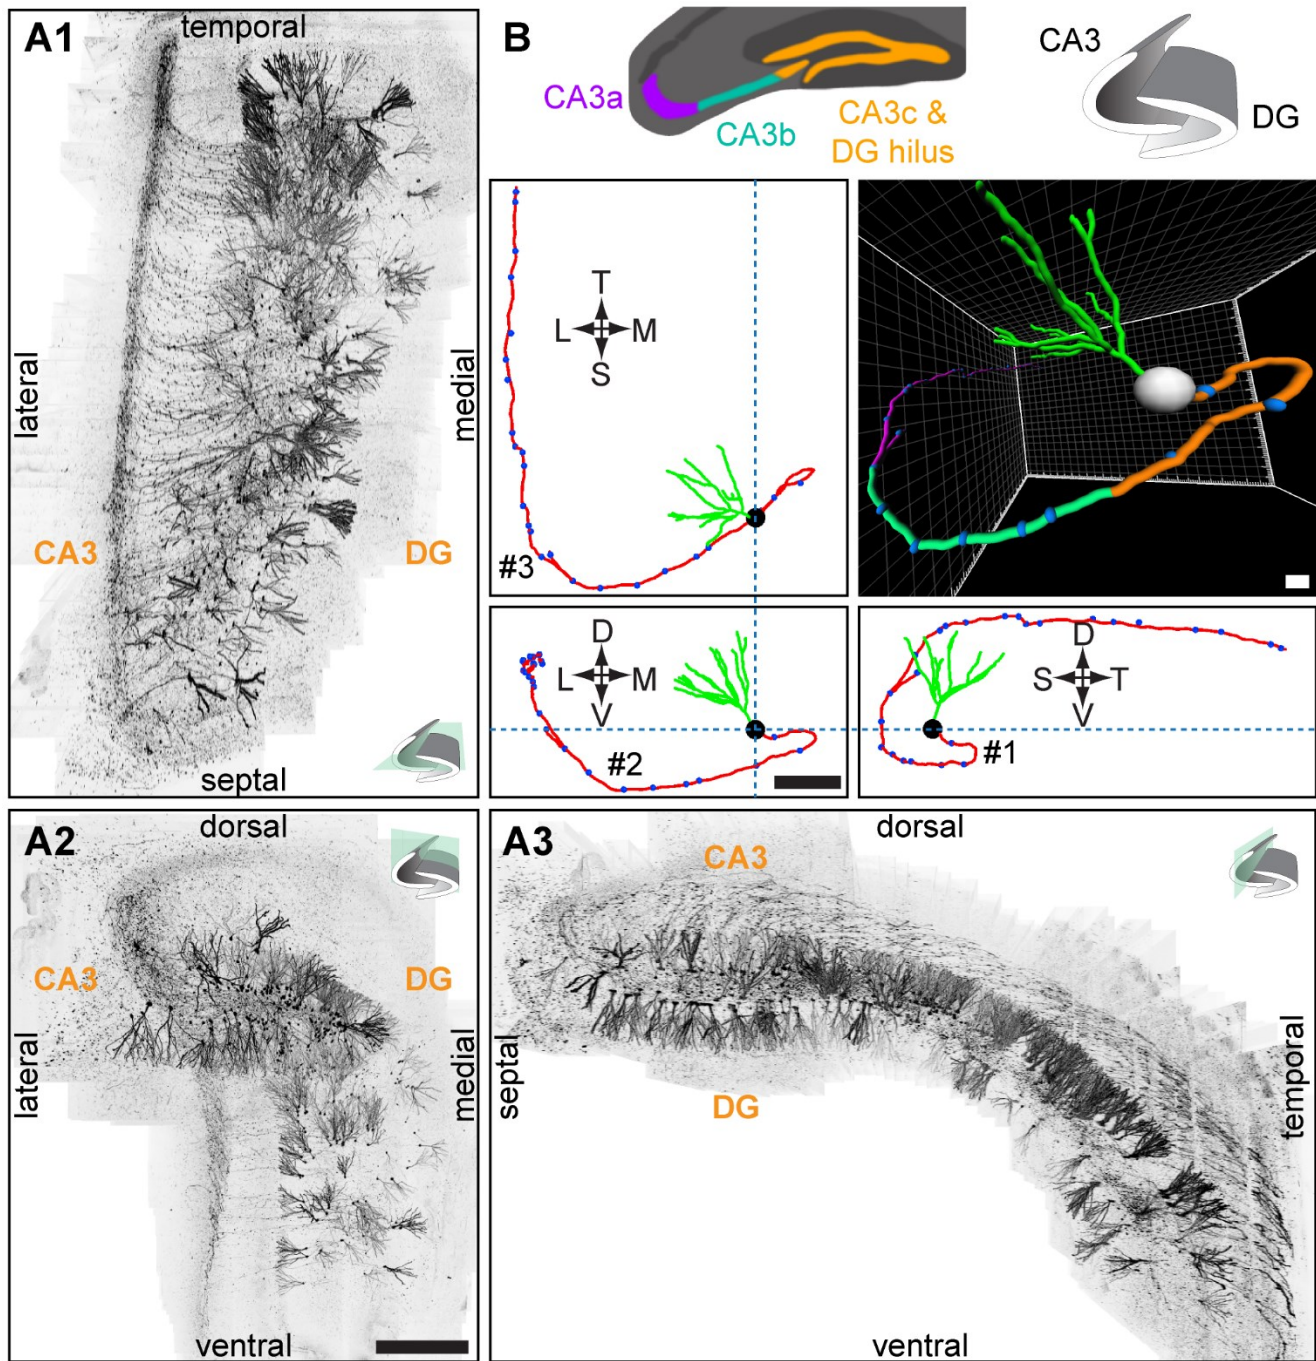 A1
temporal
lateral
medial
CA3
DG
septal
B
CA3a
CA3b
CA3c &
DG hilus
CA3
DG
T
L
M
S
#3
D
L
M
V
#2
D
S
T
V
#1
A2
dorsal
CA3
DG
lateral
medial
ventral
A3
dorsal
CA3
septal
temporal
DG
ventral